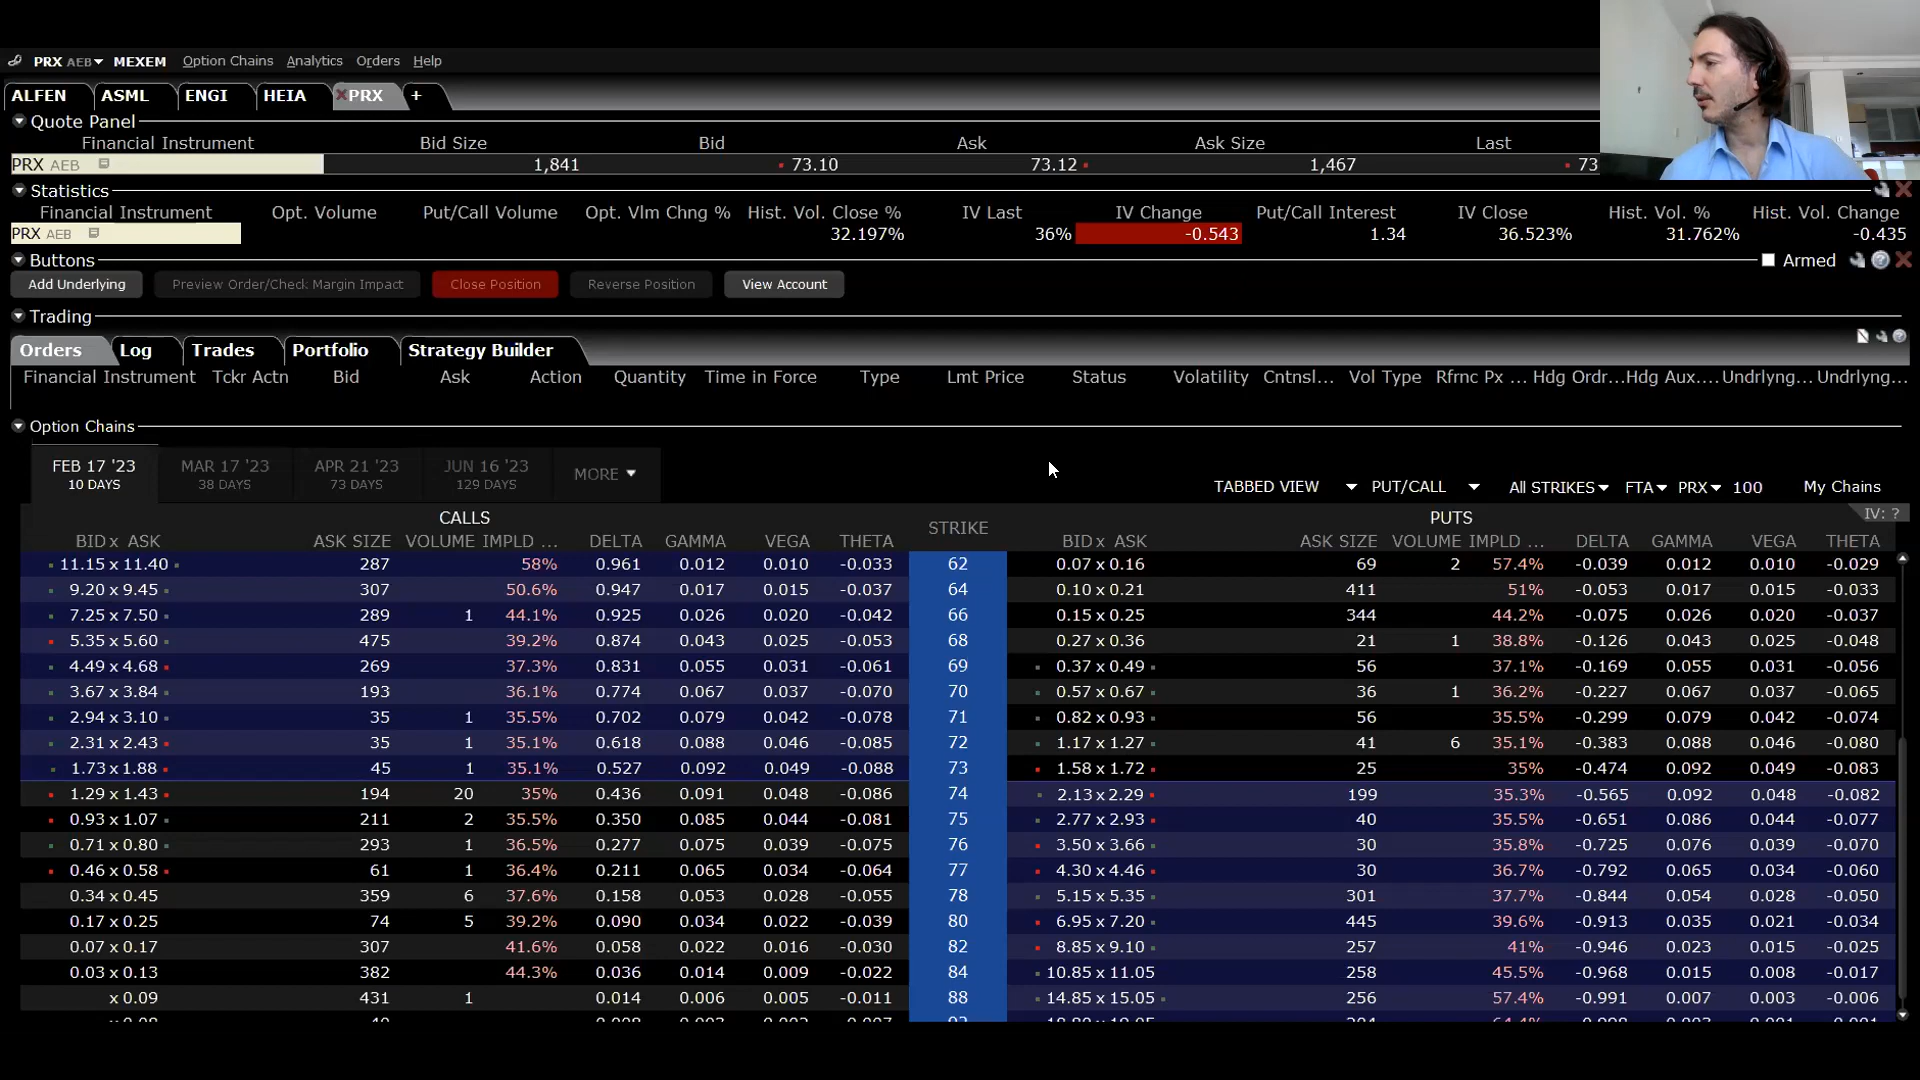 PRX AEB MEXEM Option Chains Analytics Orders Help
ALFEN ASML ENGI HEIA PRX +
Quote Panel
Financial Instrument Bid Size Bid Ask Ask Size Last
PRX AEB 1,841 73.10 73.12 1,467 73
Statistics
Financial Instrument Opt. Volume Put/Call Volume Opt. Vlm Chng % Hist. Vol. Close % IV Last IV Change Put/Call Interest IV Close Hist. Vol. % Hist. Vol. Change
PRX AEB 32.197% 36% -0.543 1.34 36.523% 31.762% -0.435
Buttons Armed
Add Underlying Preview Order/Check Margin Impact Close Position Reverse Position View Account
Trading
Orders Log Trades Portfolio Strategy Builder
Financial Instrument Tckr Actn Bid Ask Action Quantity Time in Force Type Lmt Price Status Volatility Cntnsl... Vol Type Rfrnc Px ... Hdg Ordr... Hdg Aux.... Undrlyng... Undrlyng...
Option Chains
FEB 17 '23 MAR 17 '23 APR 21 '23 JUN 16 '23 MORE
10 DAYS 38 DAYS 73 DAYS 129 DAYS
TABBED VIEW PUT/CALL All STRIKES FTA PRX 100 My Chains
IV: ?
CALLS STRIKE PUTS
BID x ASK ASK SIZE VOLUME IMPLD ... DELTA GAMMA VEGA THETA BID x ASK ASK SIZE VOLUME IMPLD ... DELTA GAMMA VEGA THETA
11.15 x 11.40 287 58% 0.961 0.012 0.010 -0.033 62 0.07 x 0.16 69 2 57.4% -0.039 0.012 0.010 -0.029
9.20 x 9.45 307 50.6% 0.947 0.017 0.015 -0.037 64 0.10 x 0.21 411 51% -0.053 0.017 0.015 -0.033
7.25 x 7.50 289 1 44.1% 0.925 0.026 0.020 -0.042 66 0.15 x 0.25 344 44.2% -0.075 0.026 0.020 -0.037
5.35 x 5.60 475 39.2% 0.874 0.043 0.025 -0.053 68 0.27 x 0.36 21 1 38.8% -0.126 0.043 0.025 -0.048
4.49 x 4.68 269 37.3% 0.831 0.055 0.031 -0.061 69 0.37 x 0.49 56 37.1% -0.169 0.055 0.031 -0.056
3.67 x 3.84 193 36.1% 0.774 0.067 0.037 -0.070 70 0.57 x 0.67 36 1 36.2% -0.227 0.067 0.037 -0.065
2.94 x 3.10 35 1 35.5% 0.702 0.079 0.042 -0.078 71 0.82 x 0.93 56 35.5% -0.299 0.079 0.042 -0.074
2.31 x 2.43 35 1 35.1% 0.618 0.088 0.046 -0.085 72 1.17 x 1.27 41 6 35.1% -0.383 0.088 0.046 -0.080
1.73 x 1.88 45 1 35.1% 0.527 0.092 0.049 -0.088 73 1.58 x 1.72 25 35% -0.474 0.092 0.049 -0.083
1.29 x 1.43 194 20 35% 0.436 0.091 0.048 -0.086 74 2.13 x 2.29 199 35.3% -0.565 0.092 0.048 -0.082
0.93 x 1.07 211 2 35.5% 0.350 0.085 0.044 -0.081 75 2.77 x 2.93 40 35.5% -0.651 0.086 0.044 -0.077
0.71 x 0.80 293 1 36.5% 0.277 0.075 0.039 -0.075 76 3.50 x 3.66 30 35.8% -0.725 0.076 0.039 -0.070
0.46 x 0.58 61 1 36.4% 0.211 0.065 0.034 -0.064 77 4.30 x 4.46 30 36.7% -0.792 0.065 0.034 -0.060
0.34 x 0.45 359 6 37.6% 0.158 0.053 0.028 -0.055 78 5.15 x 5.35 301 37.7% -0.844 0.054 0.028 -0.050
0.17 x 0.25 74 5 39.2% 0.090 0.034 0.022 -0.039 80 6.95 x 7.20 445 39.6% -0.913 0.035 0.021 -0.034
0.07 x 0.17 307 41.6% 0.058 0.022 0.016 -0.030 82 8.85 x 9.10 257 41% -0.946 0.023 0.015 -0.025
0.03 x 0.13 382 44.3% 0.036 0.014 0.009 -0.022 84 10.85 x 11.05 258 45.5% -0.968 0.015 0.008 -0.017
x 0.09 431 1 0.014 0.006 0.005 -0.011 88 14.85 x 15.05 256 57.4% -0.991 0.007 0.003 -0.006